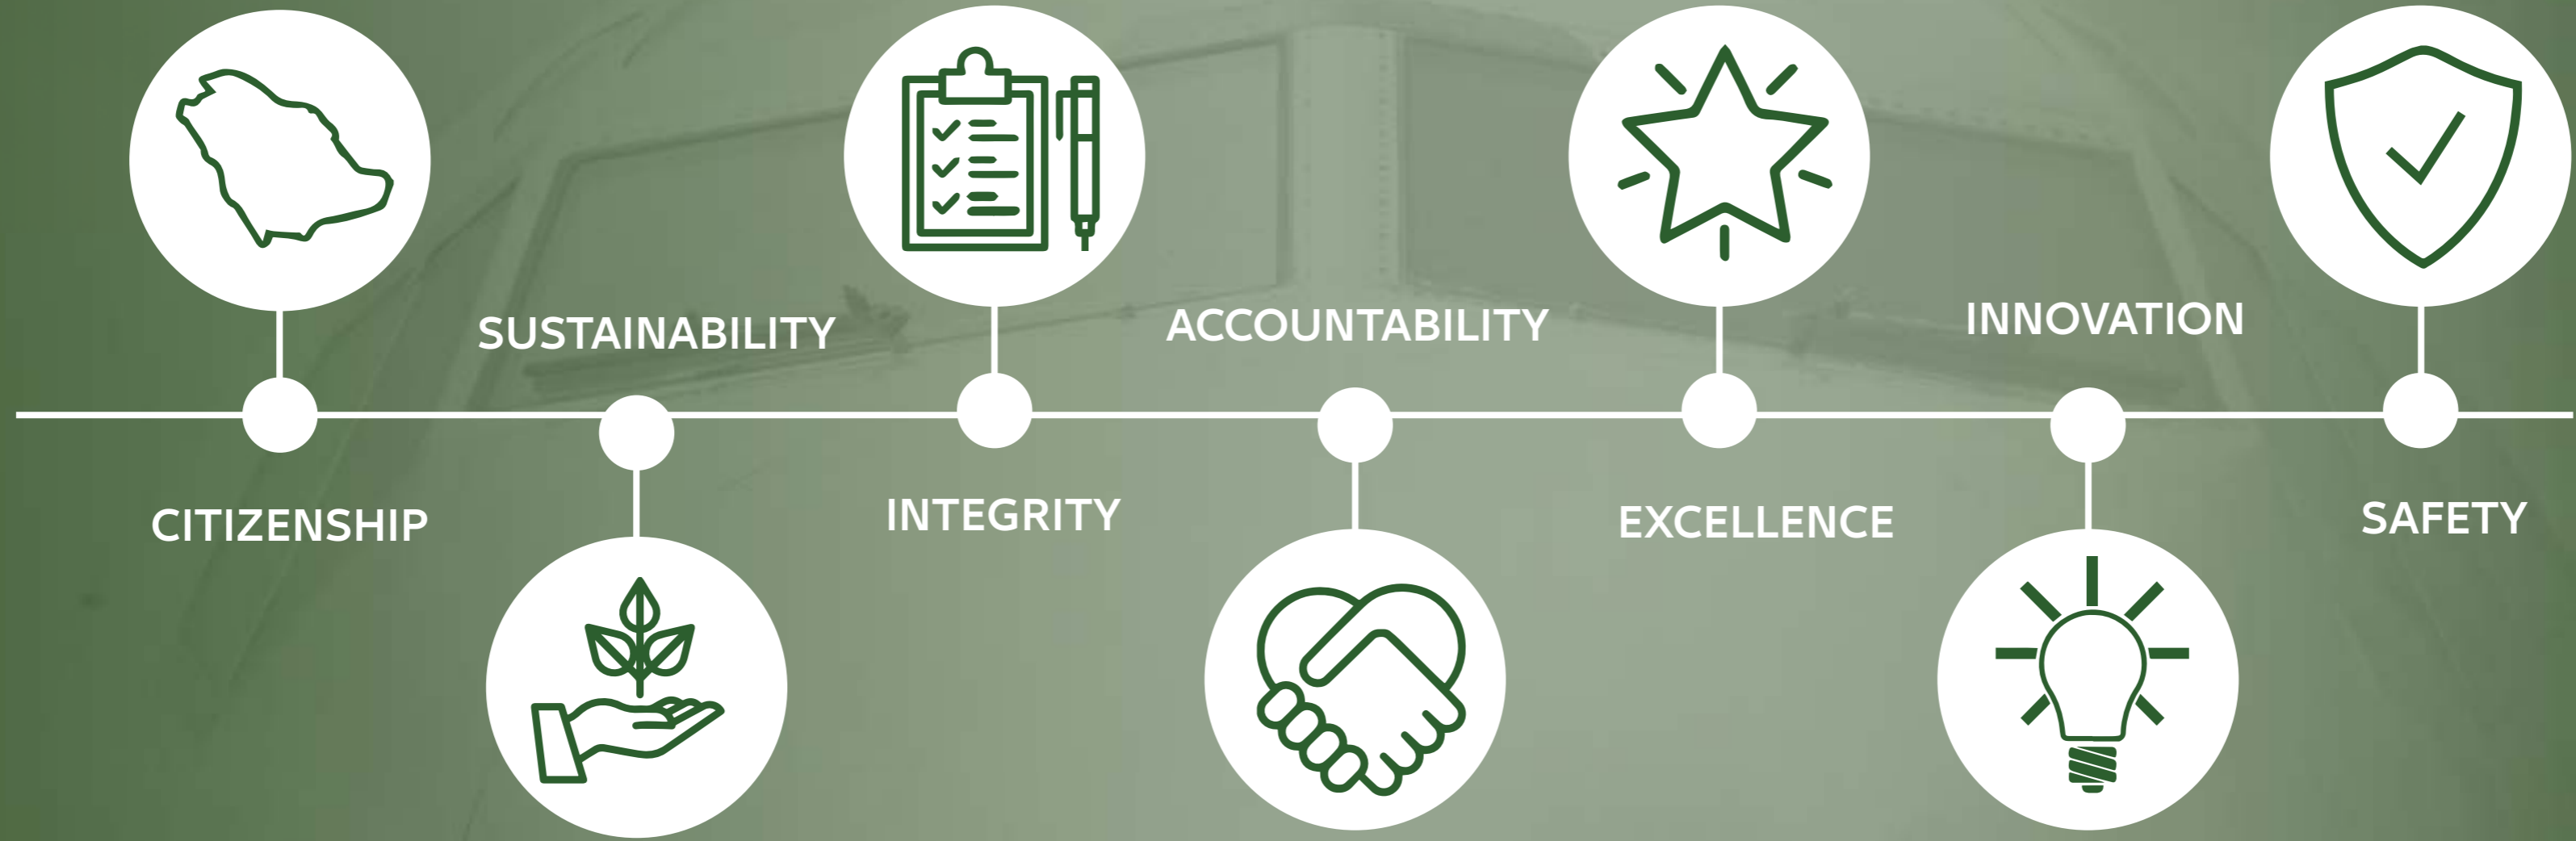 CITIZENSHIP
SUSTAINABILITY
INTEGRITY
ACCOUNTABILITY
EXCELLENCE
INNOVATION
SAFETY